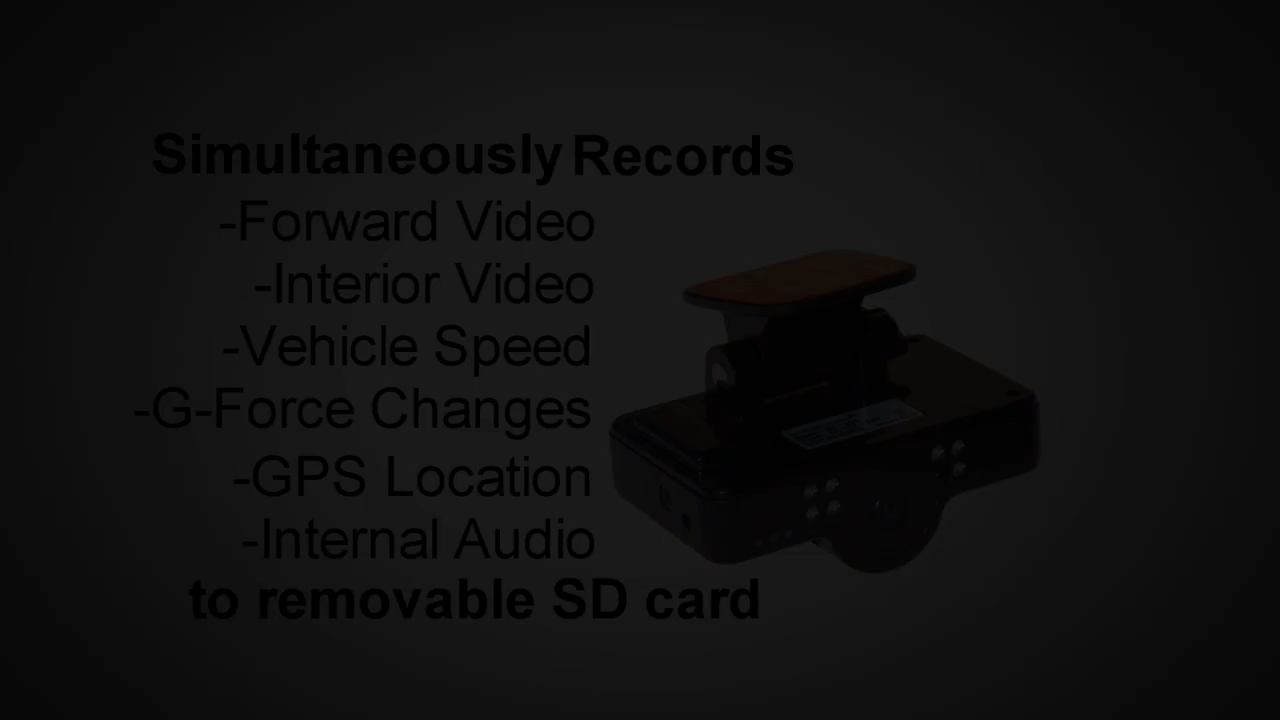 Simultaneously Records
-Forward Video
-Interior Video
-Vehicle Speed
-G-Force Changes
-GPS Location
-Internal Audio
to removable SD card